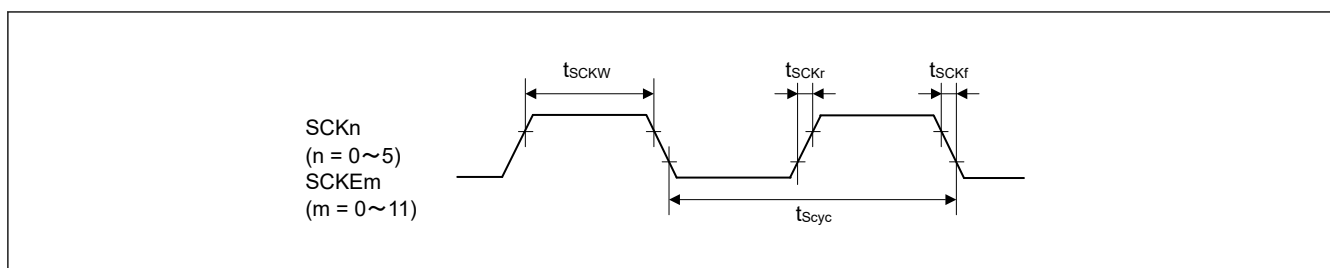 tSCKW
tSCKr
tSCKf
SCKn
(n = 0～5)
SCKEm
(m = 0～11)
tScyc